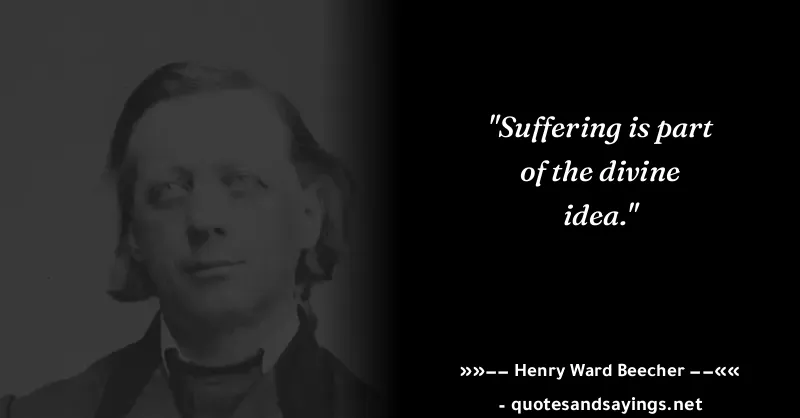 "Suffering is part
of the divine
idea."
»»–– Henry Ward Beecher ––««
- quotesandsayings.net